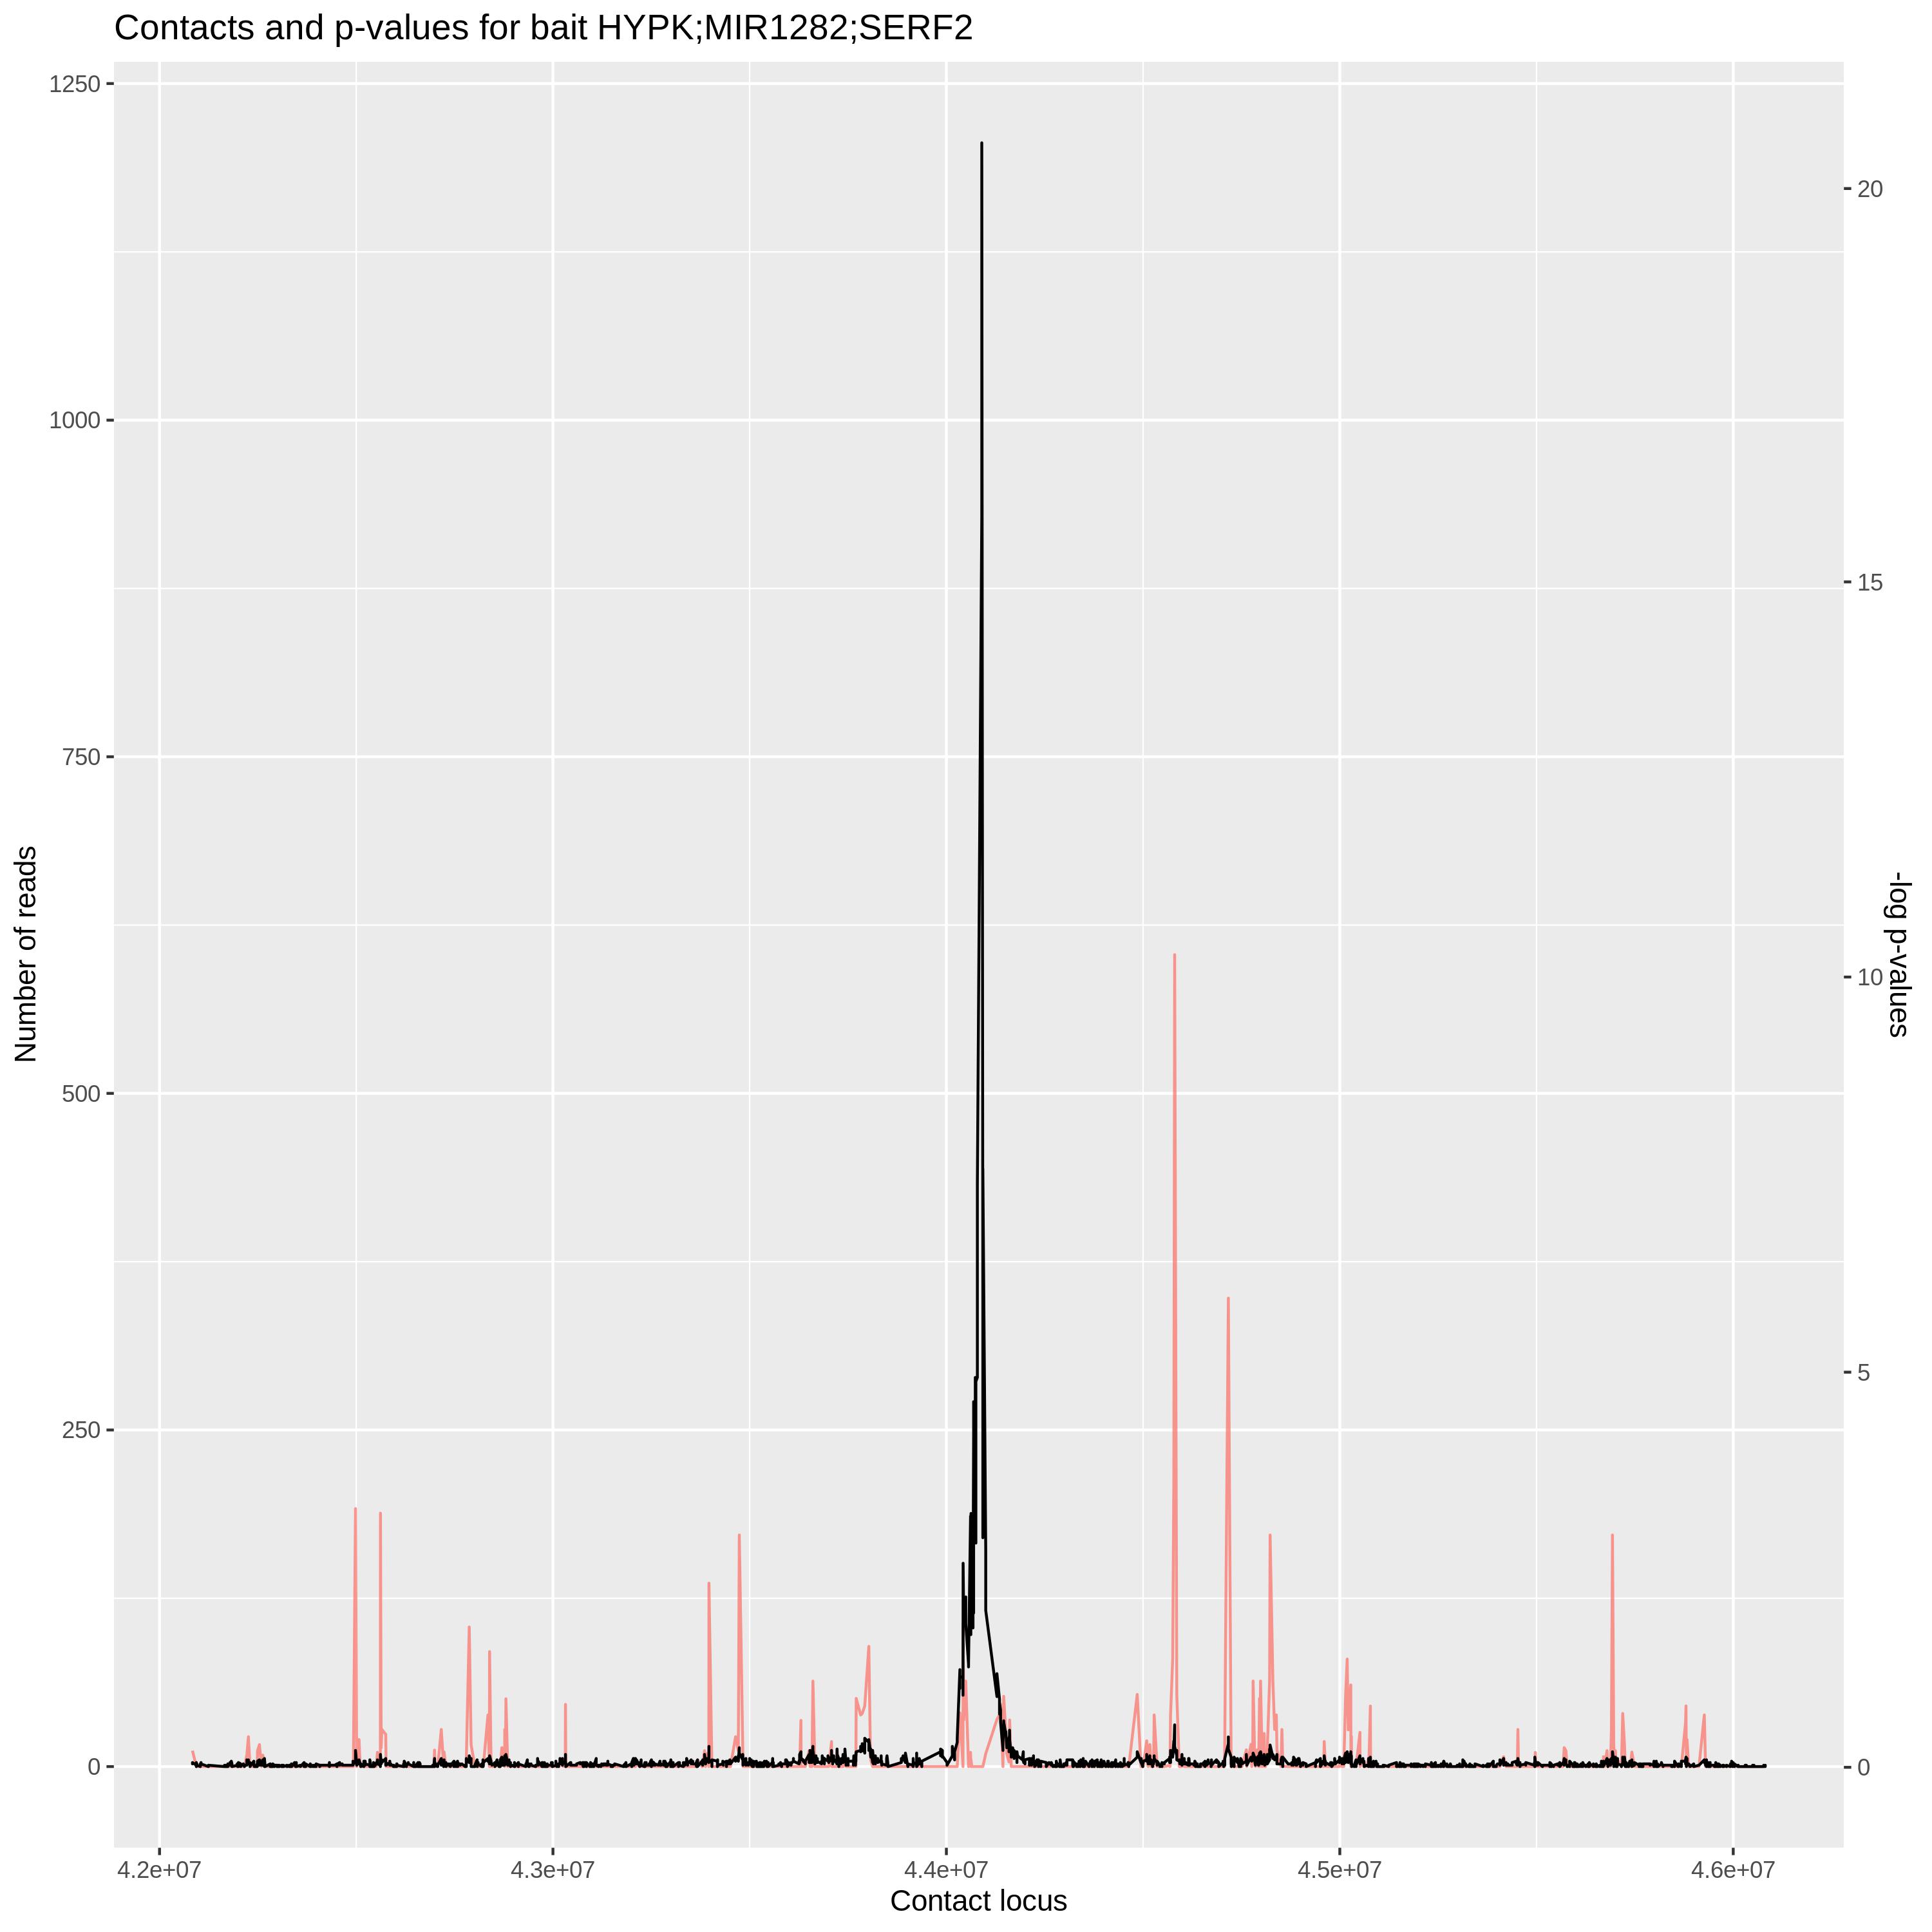 Contacts and p-values for bait HYPK;MIR1282;SERF2
Number of reads
1250
1000
750
500
250
0
20
15
10
5
0
-log p-values
4.2e+07
4.3e+07
4.4e+07
4.5e+07
4.6e+07
Contact locus